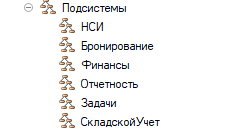 Подсистемы
НСИ
Бронирование
Финансы
Отчетность
Задачи
СкладскойУчет